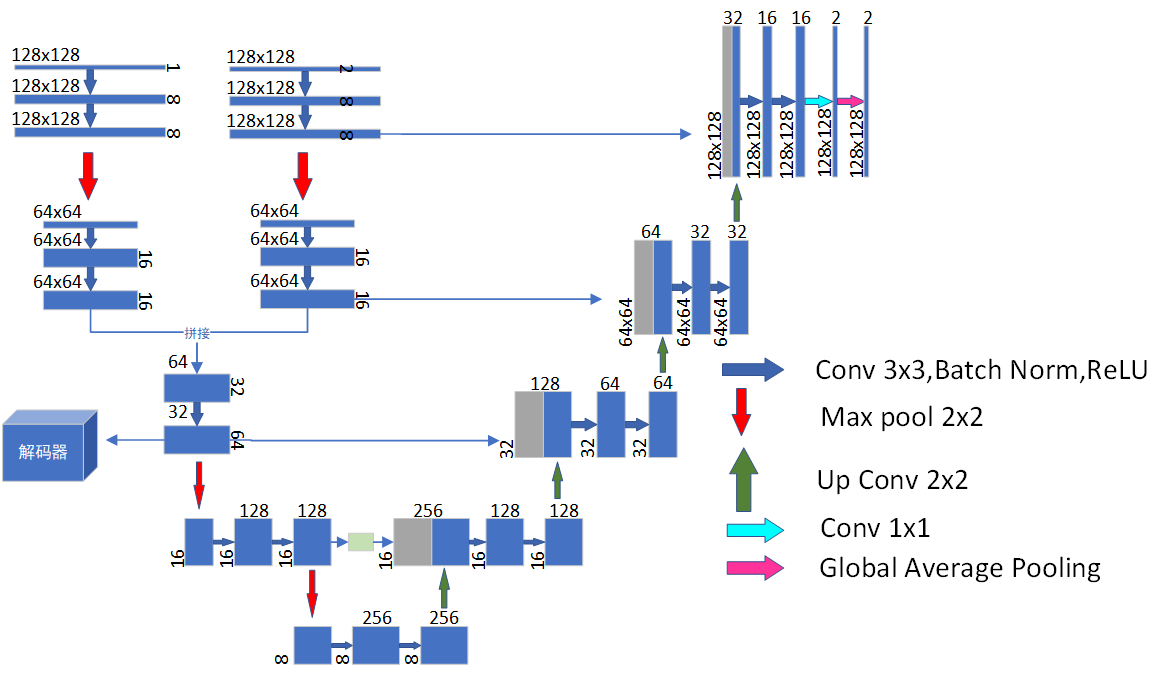 32 16 16 2 2
128x128 1
128x128 8
128x128 8
128x128 2
128x128 8
128x128 8
128x128 128x128 128x128 128x128 128x128
64x64
64x64 16
64x64 16
64x64
64x64 16
64x64 16
64 32 32
64x64 64x64 64x64
拼接
64 32
32 64
解码器
128 64 64
32 32 32
128 128
16 16 16
256 128 128
16 16 16
256 256
8 8 8
Conv 3x3,Batch Norm,ReLU
Max pool 2x2
Up Conv 2x2
Conv 1x1
Global Average Pooling